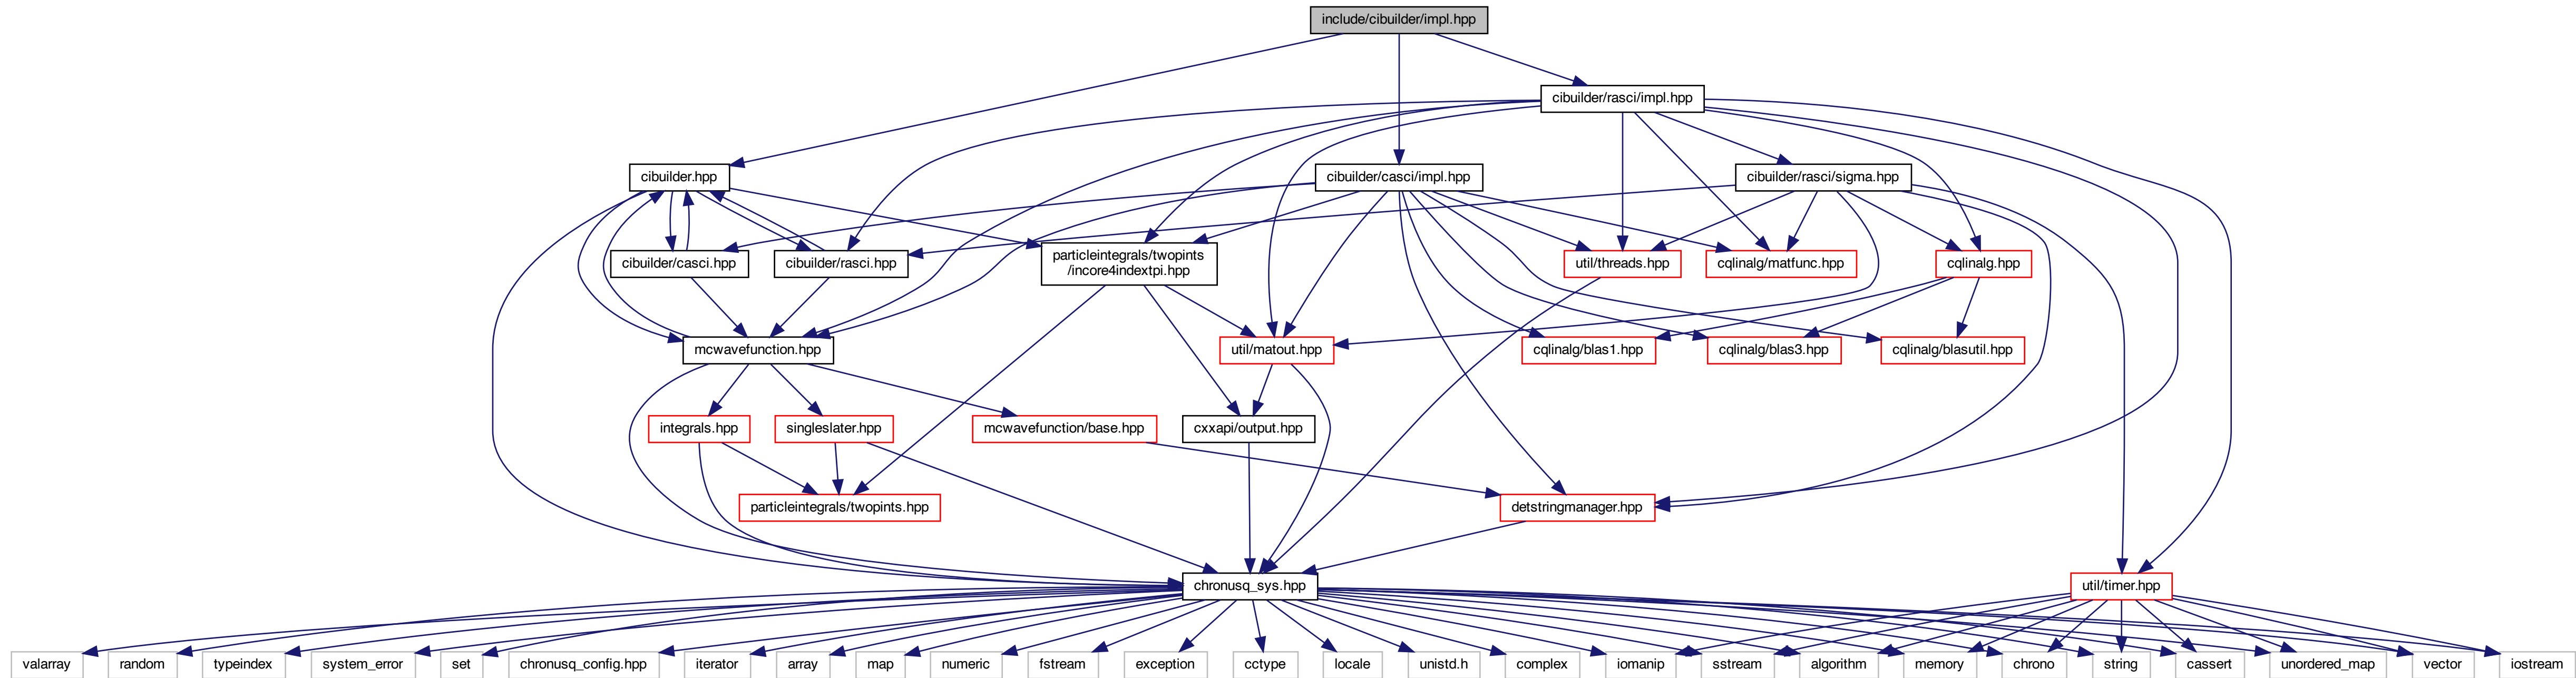 include/cibuilder/impl.hpp
cibuilder/rasci/impl.hpp
cibuilder.hpp
cibuilder/casci/impl.hpp
cibuilder/rasci/sigma.hpp
cibuilder/casci.hpp
cibuilder/rasci.hpp
particleintegrals/twopints
/incore4indextpi.hpp
util/threads.hpp
cqlinalg/matfunc.hpp
cqlinalg.hpp
mcwavefunction.hpp
util/matout.hpp
cqlinalg/blas1.hpp
cqlinalg/blas3.hpp
cqlinalg/blasutil.hpp
integrals.hpp
singleslater.hpp
mcwavefunction/base.hpp
cxxapi/output.hpp
particleintegrals/twopints.hpp
detstringmanager.hpp
chronusq_sys.hpp
util/timer.hpp
valarray
random
typeindex
system_error
set
chronusq_config.hpp
iterator
array
map
numeric
fstream
exception
cctype
locale
unistd.h
complex
iomanip
sstream
algorithm
memory
chrono
string
cassert
unordered_map
vector
iostream